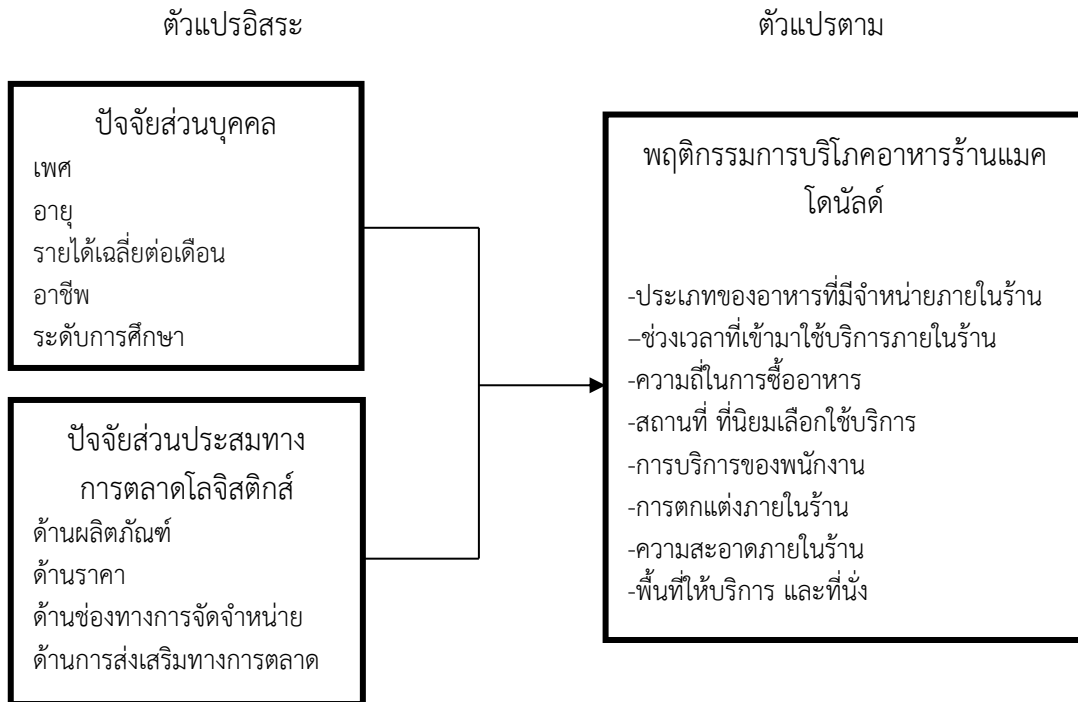 ตัวแปรอิสระ
ตัวแปรตาม
ปัจจัยส่วนบุคคล
เพศ
อายุ
รายได้เฉลี่ยต่อเดือน
อาชีพ
ระดับการศึกษา
ปัจจัยส่วนประสมทาง
การตลาดโลจิสติกส์
ด้านผลิตภัณฑ์
ด้านราคา
ด้านช่องทางการจัดจำหน่าย
ด้านการส่งเสริมทางการตลาด
พฤติกรรมการบริโภคอาหารร้านแมค
โดนัลด์
-ประเภทของอาหารที่มีจำหน่ายภายในร้าน
–ช่วงเวลาที่เข้ามาใช้บริการภายในร้าน
-ความถี่ในการซื้ออาหาร
-สถานที่ ที่นิยมเลือกใช้บริการ
-การบริการของพนักงาน
-การตกแต่งภายในร้าน
-ความสะอาดภายในร้าน
-พื้นที่ให้บริการ และที่นั่ง